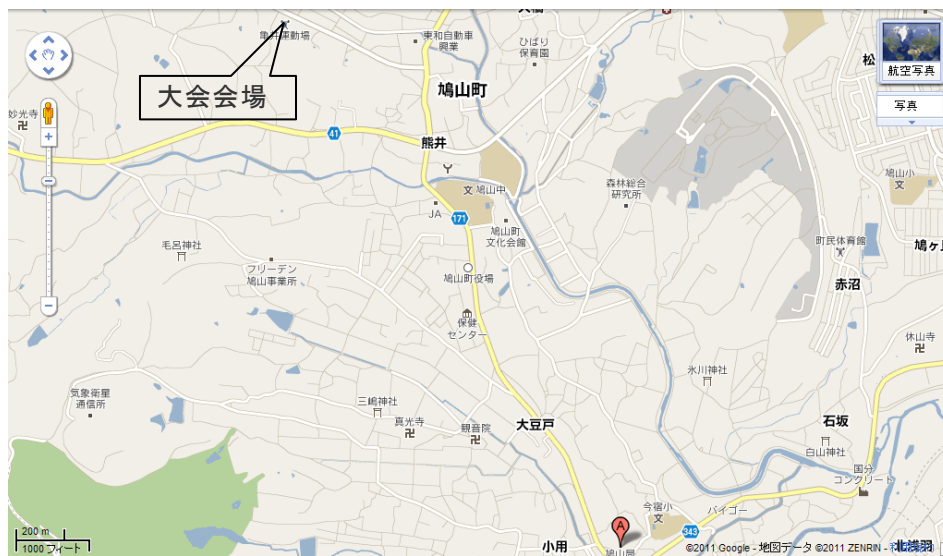 亀井運動場
大会会場
東和自動車
興業
ひばり
保育園
鳩山町
松
航空写真
写真
妙光寺
41
熊井
文 鳩山中
JA
171
鳩山町
文化会館
森林総合
研究所
鳩山小
文
町民体育館
鳩ヶ丘
赤沼
毛呂神社
フリーデン
鳩山事業所
鳩山町役場
保健
センター
休山寺
氷川神社
気象衛星
通信所
三嶋神社
真光寺
観音院
大豆戸
石坂
白山神社
国分
コンクリート
今宿小
文
バイゴー
343
A
小用
北浅羽
200 m
1000 フィート
©2011 Google - 地図データ ©2011 ZENRIN -